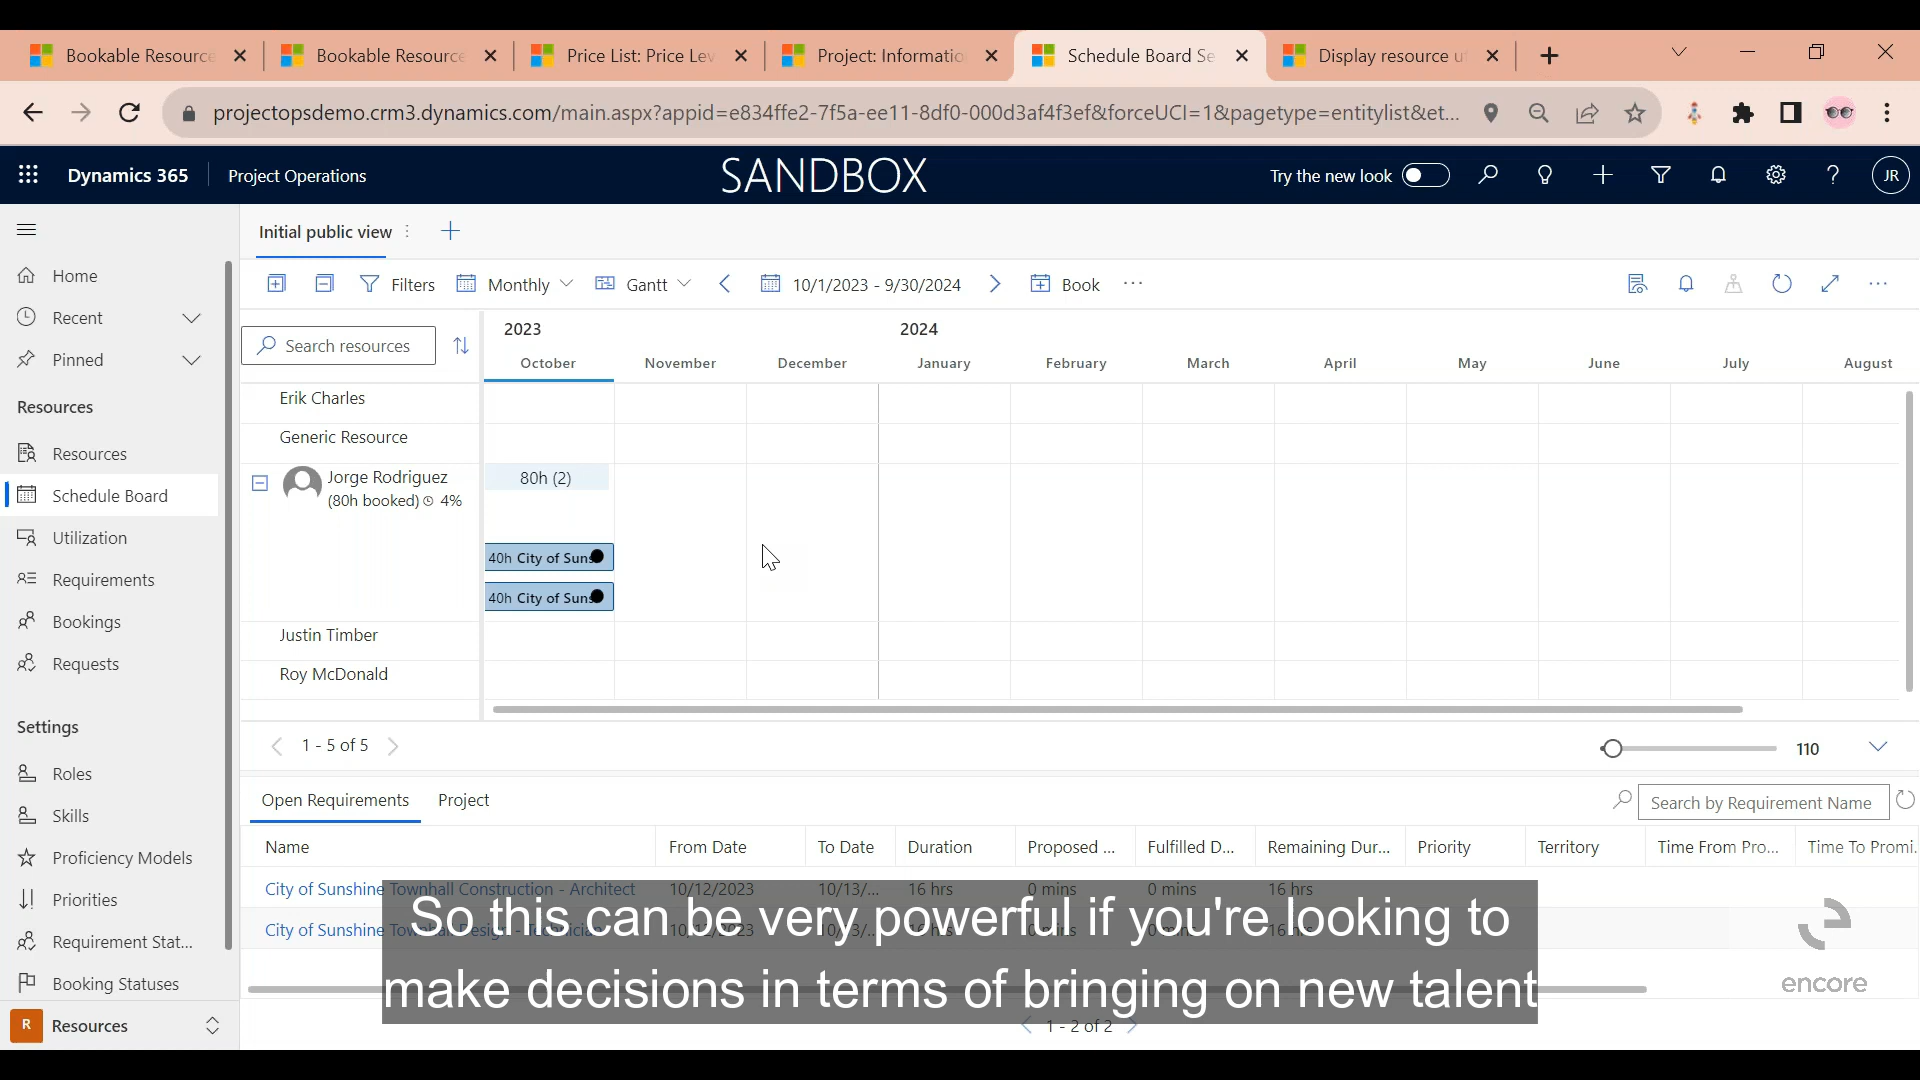 Bookable Resource
Bookable Resource
Price List: Price Lev
Project: Informatio
Schedule Board Se
Display resource ut
projectopsdemo.crm3.dynamics.com/main.aspx?appid=e834ffe2-7f5a-ee11-8df0-000d3af4f3ef&forceUCI=1&pagetype=entitylist&et...
Dynamics 365
Project Operations
SANDBOX
Try the new look
JR
Initial public view
Filters
Monthly
Gantt
10/1/2023 - 9/30/2024
Book
Home
Recent
Pinned
Resources
Resources
Schedule Board
Utilization
Requirements
Bookings
Requests
Settings
Roles
Skills
Proficiency Models
Priorities
Requirement Stat...
Booking Statuses
R Resources
Search resources
2023 2024
October November December January February March April May June July August
Erik Charles
Generic Resource
Jorge Rodriguez
(80h booked) 4%
80h (2)
40h City of Suns
40h City of Suns
Justin Timber
Roy McDonald
1 - 5 of 5
110
Open Requirements Project
Search by Requirement Name
Name From Date To Date Duration Proposed ... Fulfilled D... Remaining Dur... Priority Territory Time From Pro... Time To Promi.
City of Sunshine Townhall Construction - Architect 10/12/2023 10/13/... 16 hrs 0 mins 0 mins 16 hrs
City of Sunshine Townhall Design - Technician
So this can be very powerful if you're looking to
make decisions in terms of bringing on new talent
1 - 2 of 2
encore